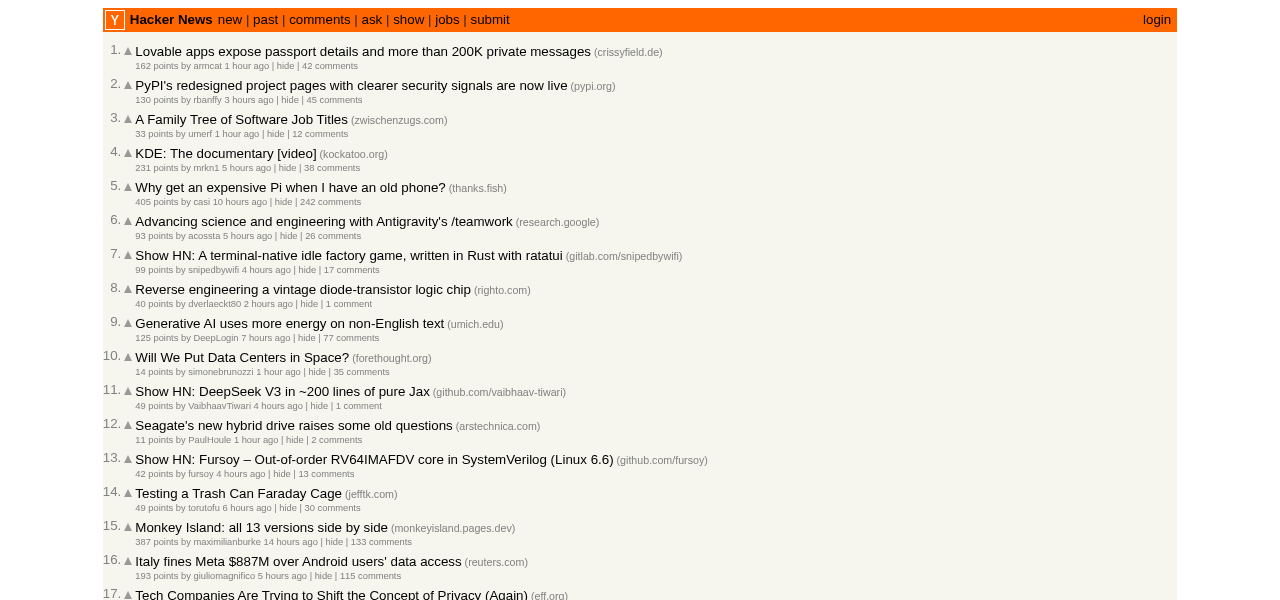 Y Hacker News new | past | comments | ask | show | jobs | submit login
1. ▲ Lovable apps expose passport details and more than 200K private messages (crissyfield.de)
162 points by armcat 1 hour ago | hide | 42 comments
2. ▲ PyPI's redesigned project pages with clearer security signals are now live (pypi.org)
130 points by rbanffy 3 hours ago | hide | 45 comments
3. ▲ A Family Tree of Software Job Titles (zwischenzugs.com)
33 points by umerf 1 hour ago | hide | 12 comments
4. ▲ KDE: The documentary [video] (kockatoo.org)
231 points by mrkn1 5 hours ago | hide | 38 comments
5. ▲ Why get an expensive Pi when I have an old phone? (thanks.fish)
405 points by casi 10 hours ago | hide | 242 comments
6. ▲ Advancing science and engineering with Antigravity's /teamwork (research.google)
93 points by acossta 5 hours ago | hide | 26 comments
7. ▲ Show HN: A terminal-native idle factory game, written in Rust with ratatui (gitlab.com/snipedbywifi)
99 points by snipedbywifi 4 hours ago | hide | 17 comments
8. ▲ Reverse engineering a vintage diode-transistor logic chip (righto.com)
40 points by dverlaeckt80 2 hours ago | hide | 1 comment
9. ▲ Generative AI uses more energy on non-English text (umich.edu)
125 points by DeepLogin 7 hours ago | hide | 77 comments
10. ▲ Will We Put Data Centers in Space? (forethought.org)
14 points by simonebrunozzi 1 hour ago | hide | 35 comments
11. ▲ Show HN: DeepSeek V3 in ~200 lines of pure Jax (github.com/vaibhaav-tiwari)
49 points by VaibhaavTiwari 4 hours ago | hide | 1 comment
12. ▲ Seagate's new hybrid drive raises some old questions (arstechnica.com)
11 points by PaulHoule 1 hour ago | hide | 2 comments
13. ▲ Show HN: Fursoy – Out-of-order RV64IMAFDV core in SystemVerilog (Linux 6.6) (github.com/fursoy)
42 points by fursoy 4 hours ago | hide | 13 comments
14. ▲ Testing a Trash Can Faraday Cage (jefftk.com)
49 points by torutofu 6 hours ago | hide | 30 comments
15. ▲ Monkey Island: all 13 versions side by side (monkeyisland.pages.dev)
387 points by maximilianburke 14 hours ago | hide | 133 comments
16. ▲ Italy fines Meta $887M over Android users' data access (reuters.com)
193 points by giuliomagnifico 5 hours ago | hide | 115 comments
17. ▲ Tech Companies Are Trying to Shift the Concept of Privacy (Again) (eff.org)